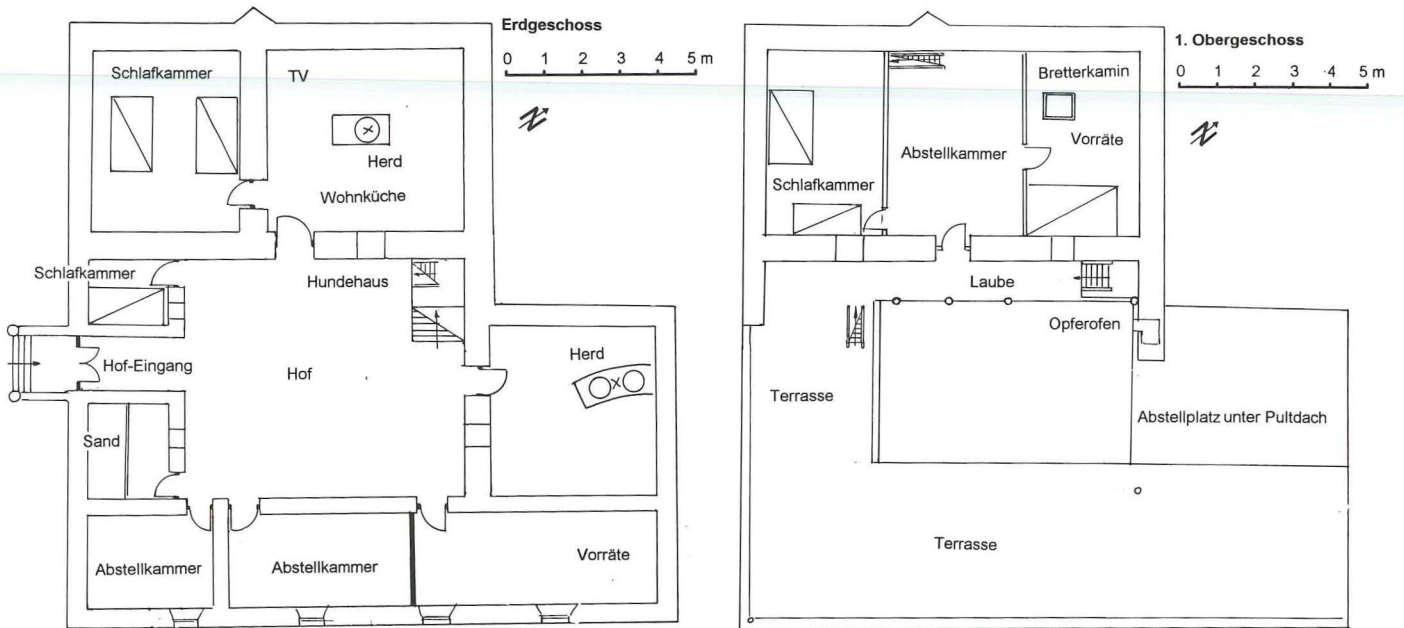 Erdgeschoss
0 1 2 3 4 5 m
N
Schlafkammer
TV
Herd
Wohnküche
Schlafkammer
Hundehaus
Hof-Eingang
Hof
Herd
Sand
Abstellkammer
Abstellkammer
Vorräte
1. Obergeschoss
0 1 2 3 4 5 m
N
Bretterkamin
Vorräte
Abstellkammer
Schlafkammer
Laube
Opferofen
Terrasse
Abstellplatz unter Pultdach
Terrasse